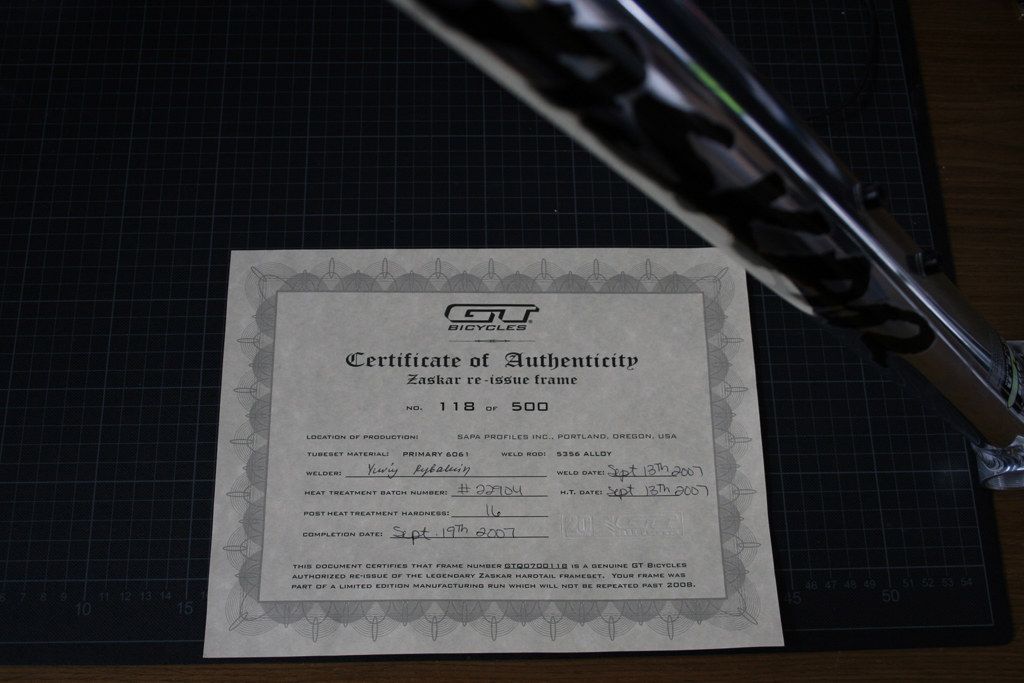 GT
BICYCLES
Certificate of Authenticity
Zaskar re-issue frame
NO. 118 OF 500
LOCATION OF PRODUCTION: SAPA PROFILES INC., PORTLAND, OREGON, USA
TUBESET MATERIAL: PRIMARY 6061 WELD ROD: 5356 ALLOY
WELDER: WELD DATE: Sept 13th 2007
HEAT TREATMENT BATCH NUMBER: # 22904 H.T. DATE: Sept 13th 2007
POST HEAT TREATMENT HARDNESS: 16
COMPLETION DATE: Sept. 19th 2007
THIS DOCUMENT CERTIFIES THAT FRAME NUMBER GTQ0700118 IS A GENUINE GT BICYCLES
AUTHORIZED RE-ISSUE OF THE LEGENDARY ZASKAR HARDTAIL FRAMESET. YOUR FRAME WAS
PART OF A LIMITED EDITION MANUFACTURING RUN WHICH WILL NOT BE REPEATED PAST 2008.
10 15 45 46 47 48 49 50 51 52 53 54